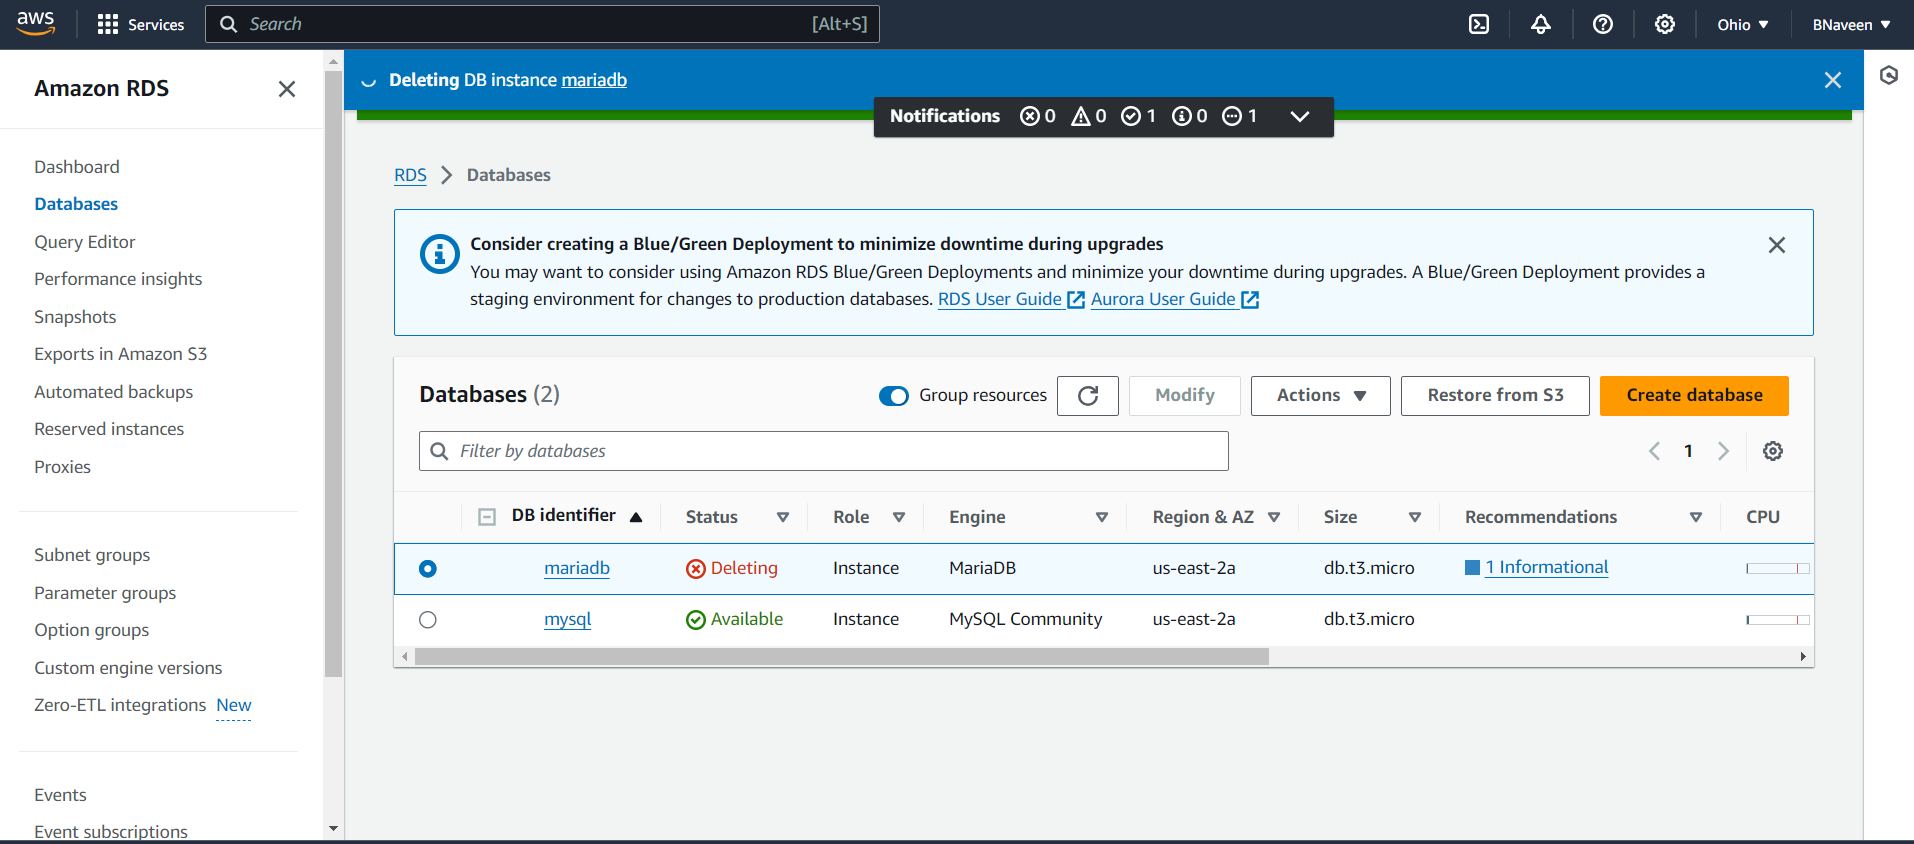 aws
Services
Search [Alt+S]
Ohio
BNaveen
Amazon RDS
Dashboard
Databases
Query Editor
Performance insights
Snapshots
Exports in Amazon S3
Automated backups
Reserved instances
Proxies
Subnet groups
Parameter groups
Option groups
Custom engine versions
Zero-ETL integrations New
Events
Event subscriptions
Deleting DB instance mariadb
Notifications 0 0 1 0 1
RDS Databases
Consider creating a Blue/Green Deployment to minimize downtime during upgrades
You may want to consider using Amazon RDS Blue/Green Deployments and minimize your downtime during upgrades. A Blue/Green Deployment provides a
staging environment for changes to production databases. RDS User Guide Aurora User Guide
Databases (2)
Group resources
Modify
Actions
Restore from S3
Create database
Filter by databases
1
DB identifier Status Role Engine Region & AZ Size Recommendations CPU
mariadb Deleting Instance MariaDB us-east-2a db.t3.micro 1 Informational
mysql Available Instance MySQL Community us-east-2a db.t3.micro